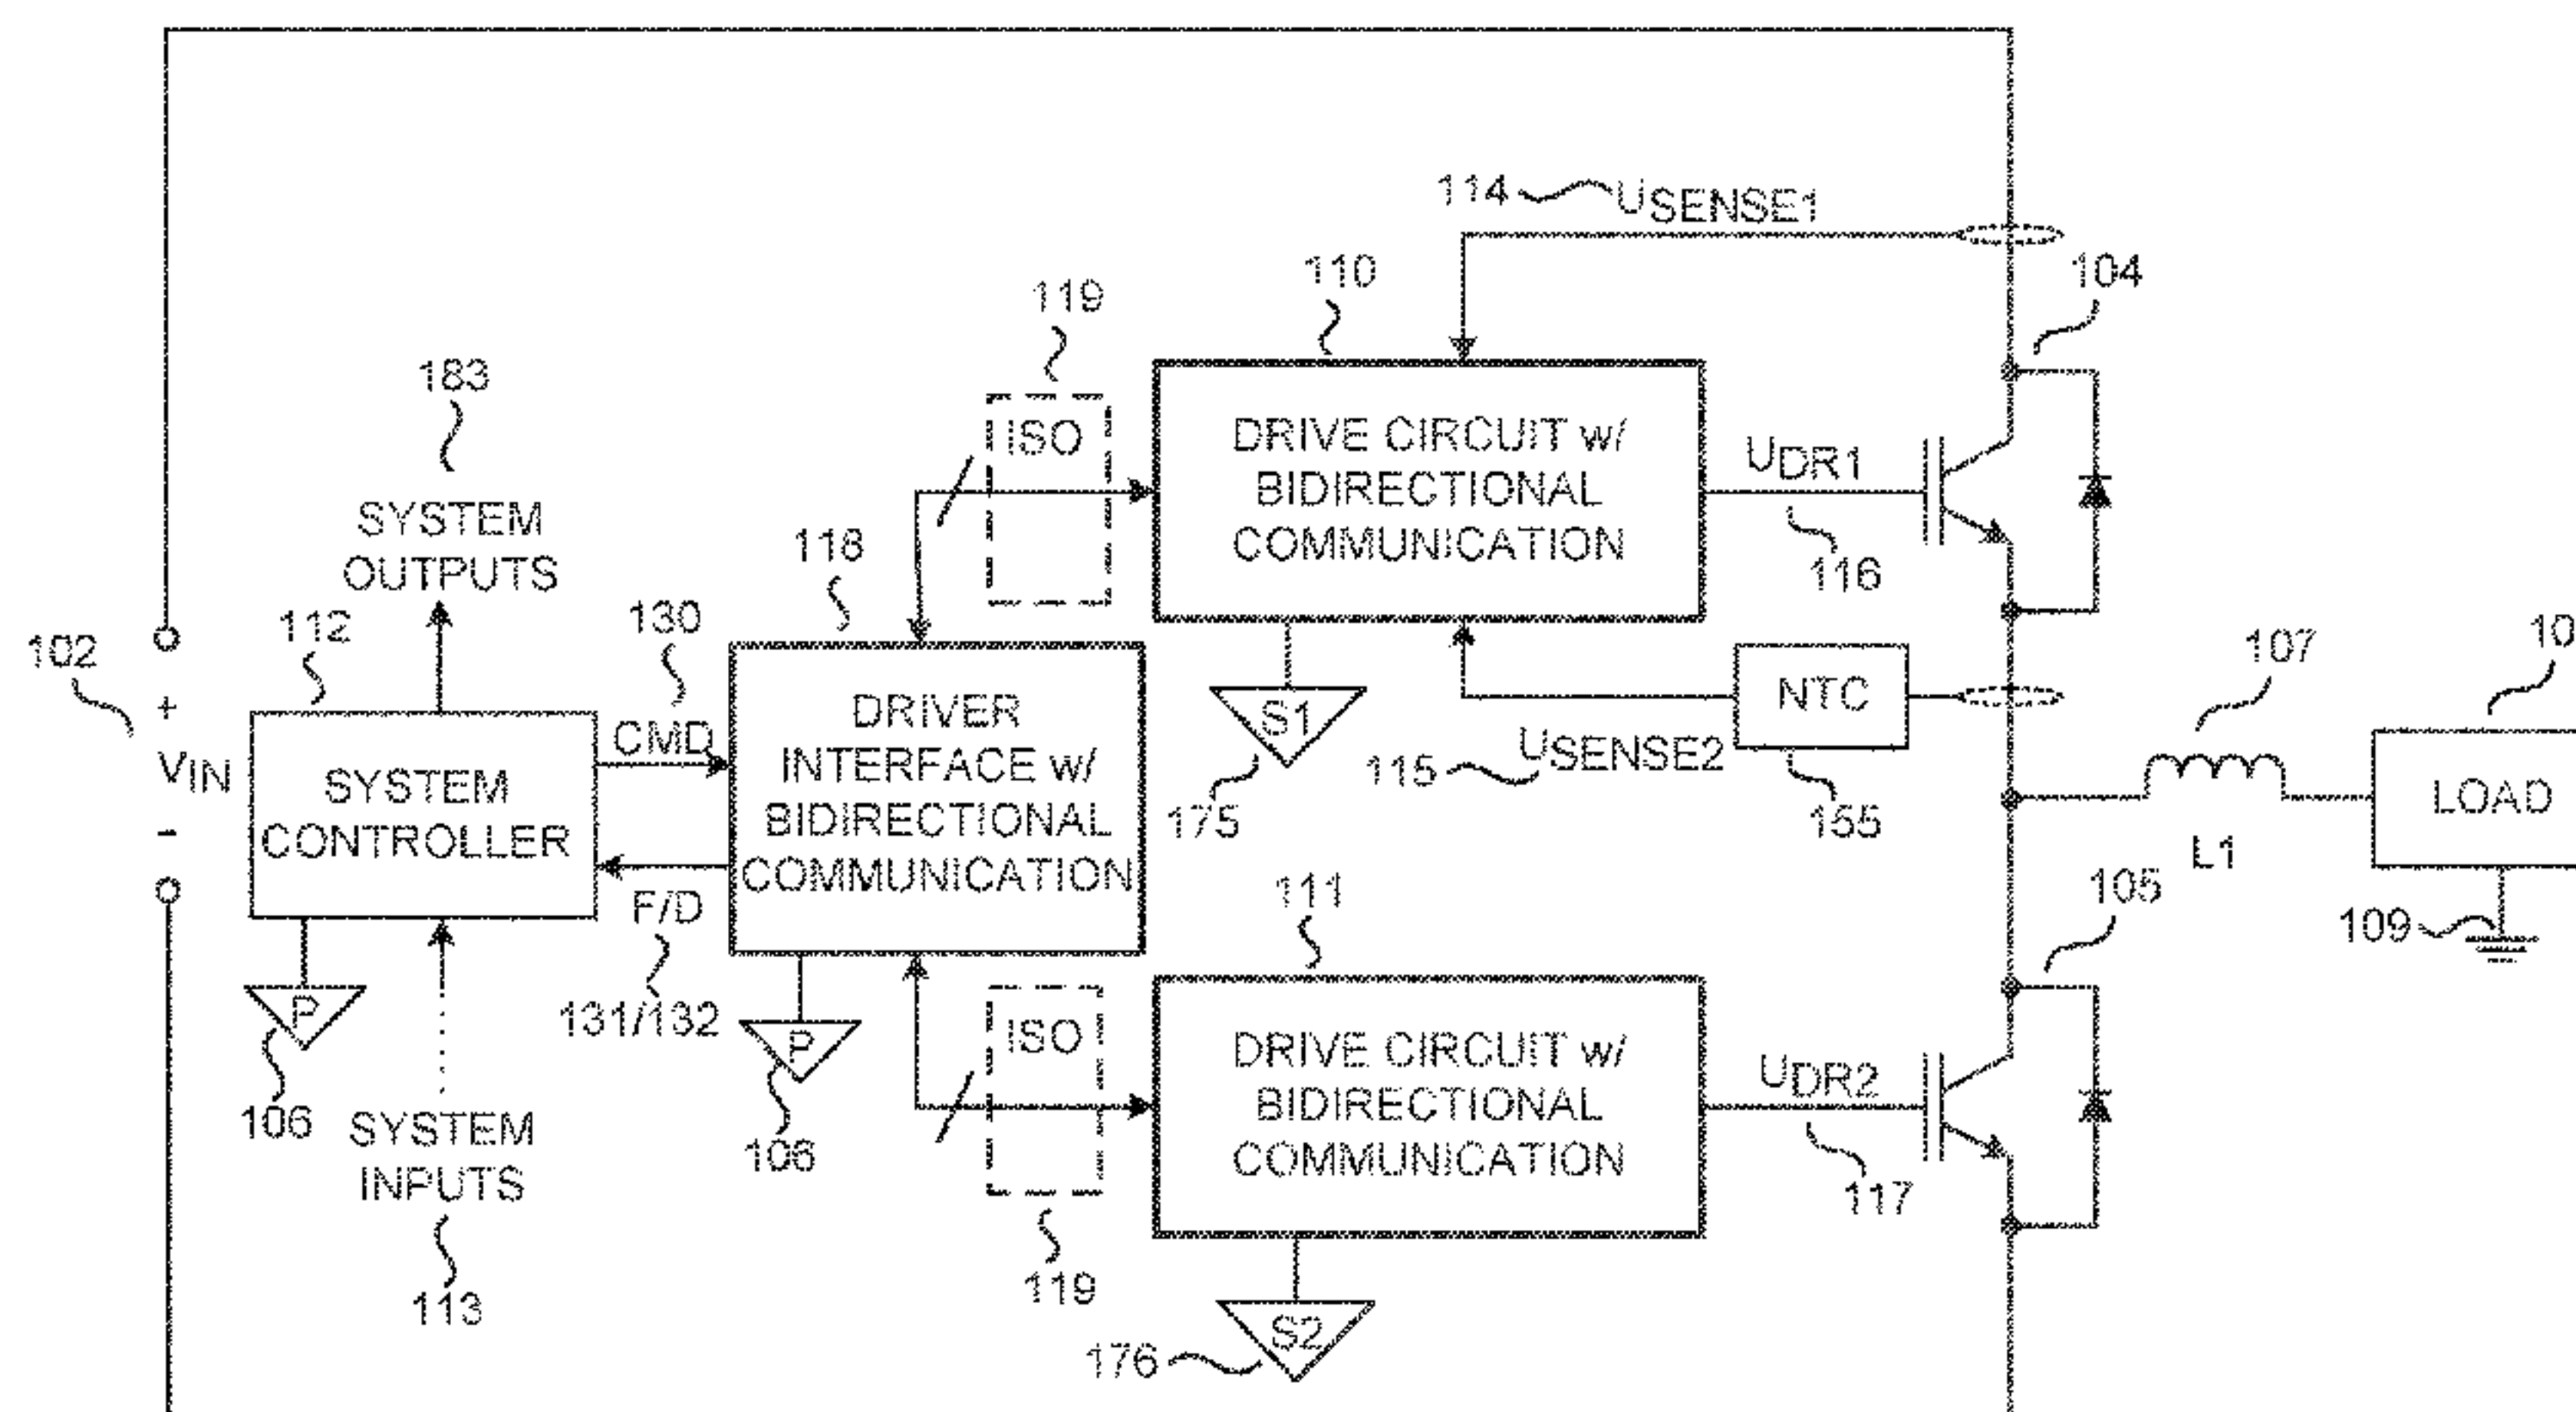 114 USENSE1
110
104
119
183
ISO
DRIVE CIRCUIT w/
BIDIRECTIONAL
COMMUNICATION
UDR1
116
SYSTEM
OUTPUTS
118
112
130
102
+
VIN
-
SYSTEM
CONTROLLER
CMD
F/D
131/132
DRIVER
INTERFACE w/
BIDIRECTIONAL
COMMUNICATION
S1
175
NTC
115 USENSE2
155
107
L1
LOAD
109
105
111
P
106
P
106
SYSTEM
INPUTS
113
ISO
119
DRIVE CIRCUIT w/
BIDIRECTIONAL
COMMUNICATION
UDR2
117
S2
176